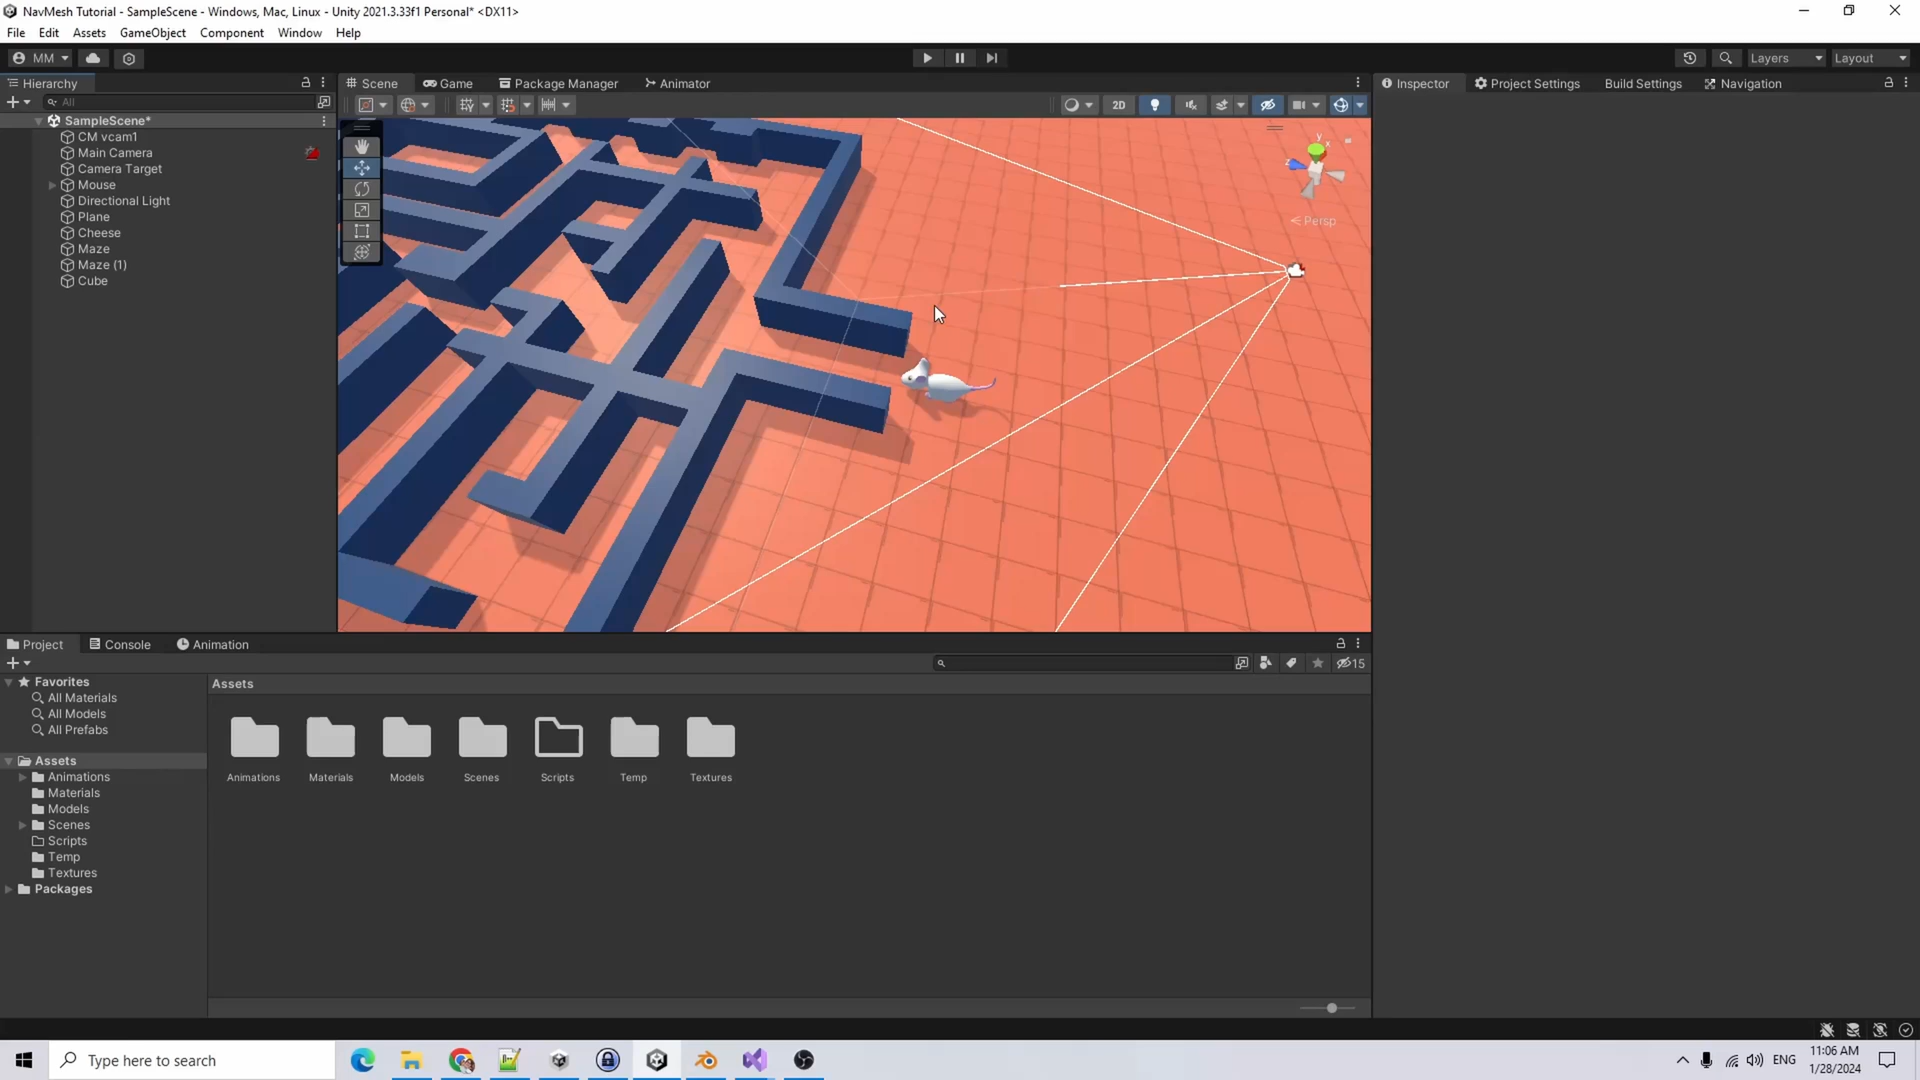 NavMesh Tutorial - SampleScene - Windows, Mac, Linux - Unity 2021.3.33f1 Personal* <DX11>
File Edit Assets GameObject Component Window Help
MM Layers Layout
Hierarchy Scene Game Package Manager Animator Inspector Project Settings Build Settings Navigation
All 2D
SampleScene*
CM vcam1
Main Camera
Camera Target
Mouse
Directional Light
Plane
Cheese
Maze
Maze (1)
Cube
y
x
z
Persp
Project Console Animation
15
Favorites
All Materials
All Models
All Prefabs
Assets
Animations
Materials
Models
Scenes
Scripts
Temp
Textures
Packages
Assets
Animations Materials Models Scenes Scripts Temp Textures
Type here to search
ENG
11:06 AM
1/28/2024